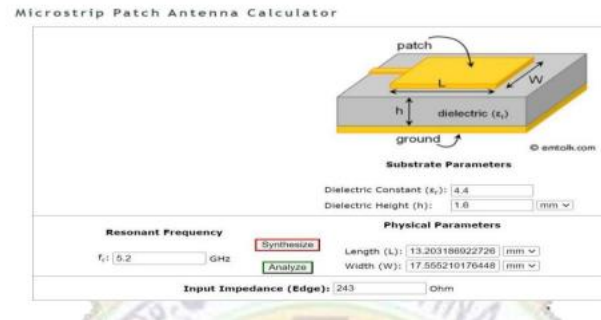 Microstrip Patch Antenna Calculator
patch
L
W
h
dielectric (εr)
ground
© emtalk.com
Substrate Parameters
Dielectric Constant (εr): 4.4
Dielectric Height (h): 1.6 mm
Resonant Frequency
Physical Parameters
Synthesize
Length (L): 13.203186922726 mm
fr: 5.2 GHz
Analyze
Width (W): 17.555210176448 mm
Input Impedance (Edge): 243 Ohm